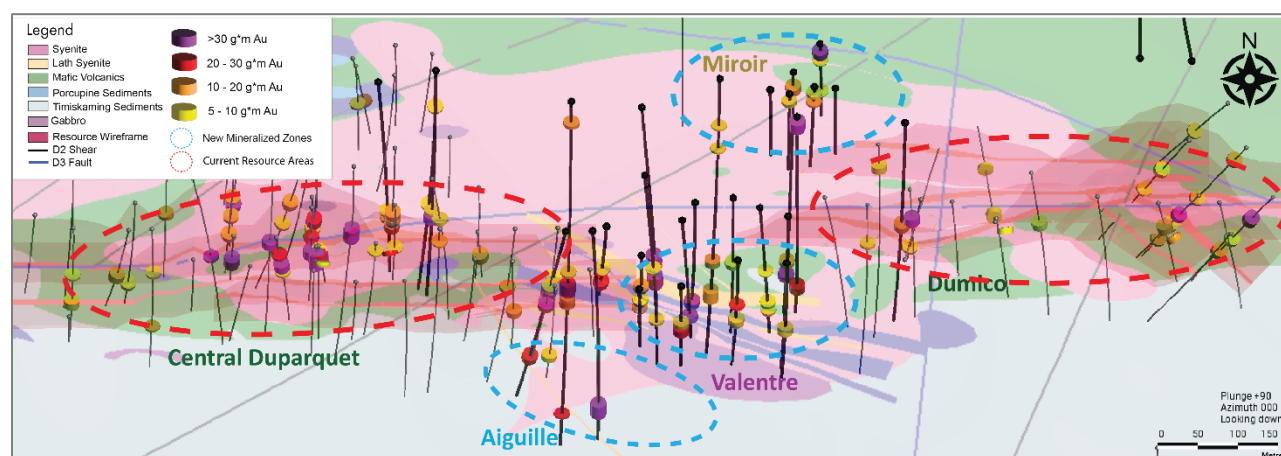 Legend
Syenite
Lath Syenite
Mafic Volcanics
Porcupine Sediments
Timiskaming Sediments
Gabbro
Resource Wireframe
D2 Shear
D3 Fault
>30 g*m Au
20 - 30 g*m Au
10 - 20 g*m Au
5 - 10 g*m Au
New Mineralized Zones
Current Resource Areas
Miroir
N
Dumico
Central Duparquet
Valentre
Aiguille
Plunge +90
Azimuth 000
Looking down
0 50 100 150
Metre